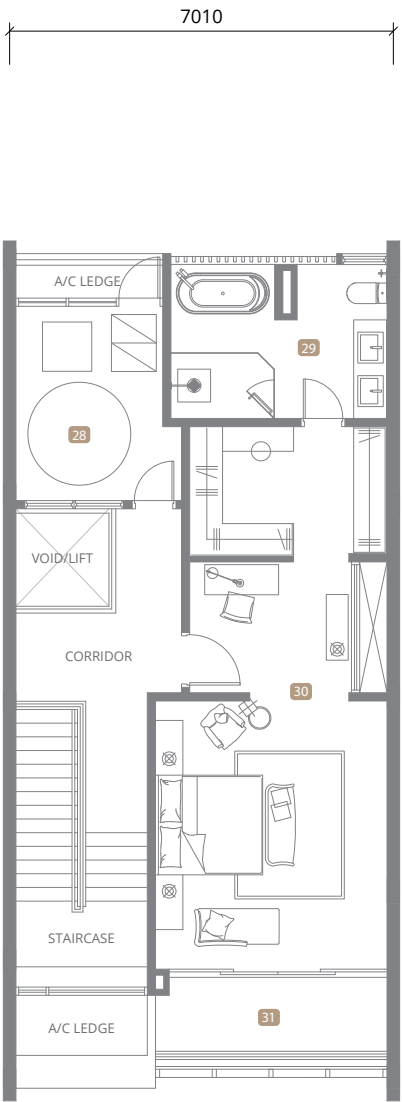 7010
A/C LEDGE
29
28
VOID/LIFT
CORRIDOR
30
STAIRCASE
31
A/C LEDGE